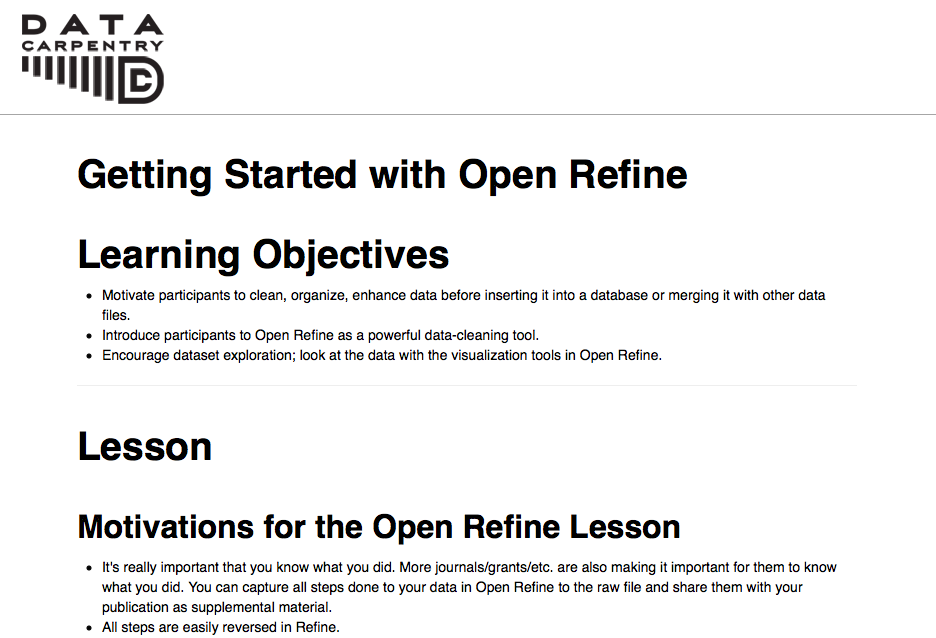 DATA
CARPENTRY
DC
Getting Started with Open Refine
Learning Objectives
• Motivate participants to clean, organize, enhance data before inserting it into a database or merging it with other data
files.
• Introduce participants to Open Refine as a powerful data-cleaning tool.
• Encourage dataset exploration; look at the data with the visualization tools in Open Refine.
Lesson
Motivations for the Open Refine Lesson
• It's really important that you know what you did. More journals/grants/etc. are also making it important for them to know
what you did. You can capture all steps done to your data in Open Refine to the raw file and share them with your
publication as supplemental material.
• All steps are easily reversed in Refine.